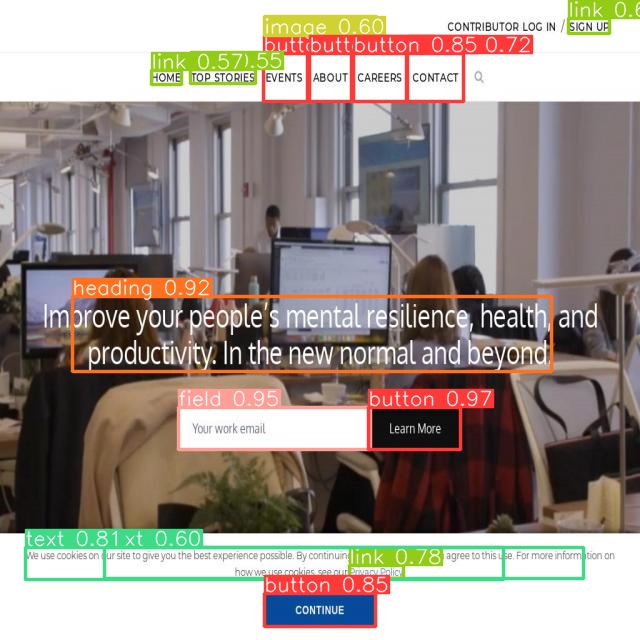 link 0.6
image 0.60
CONTRIBUTOR LOG IN / SIGN UP
button 0.85 0.72
link 0.57 .55
HOME TOP STORIES EVENTS ABOUT CAREERS CONTACT
heading 0.92
Improve your people's mental resilience, health, and
productivity. In the new normal and beyond.
field 0.95 button 0.97
Your work email Learn More
text 0.81 xt 0.60
We use cookies on our site to give you the best experience possible. By continuing agree to this use. For more information on
link 0.78
how we use cookies, see our Privacy Policy
button 0.85
CONTINUE